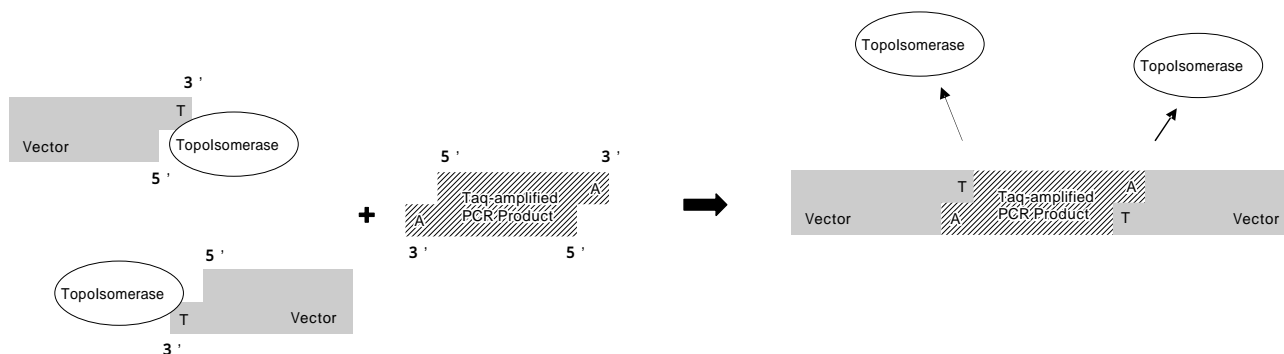 3 '
T
TopoIsomerase
Vector
5 '
5 '
TopoIsomerase
T
Vector
3 '
+
5 '
3 '
A
Taq-amplified
PCR Product
A
3 '
5 '
TopoIsomerase
TopoIsomerase
T
A
Taq-amplified
PCR Product
Vector
A
T
Vector